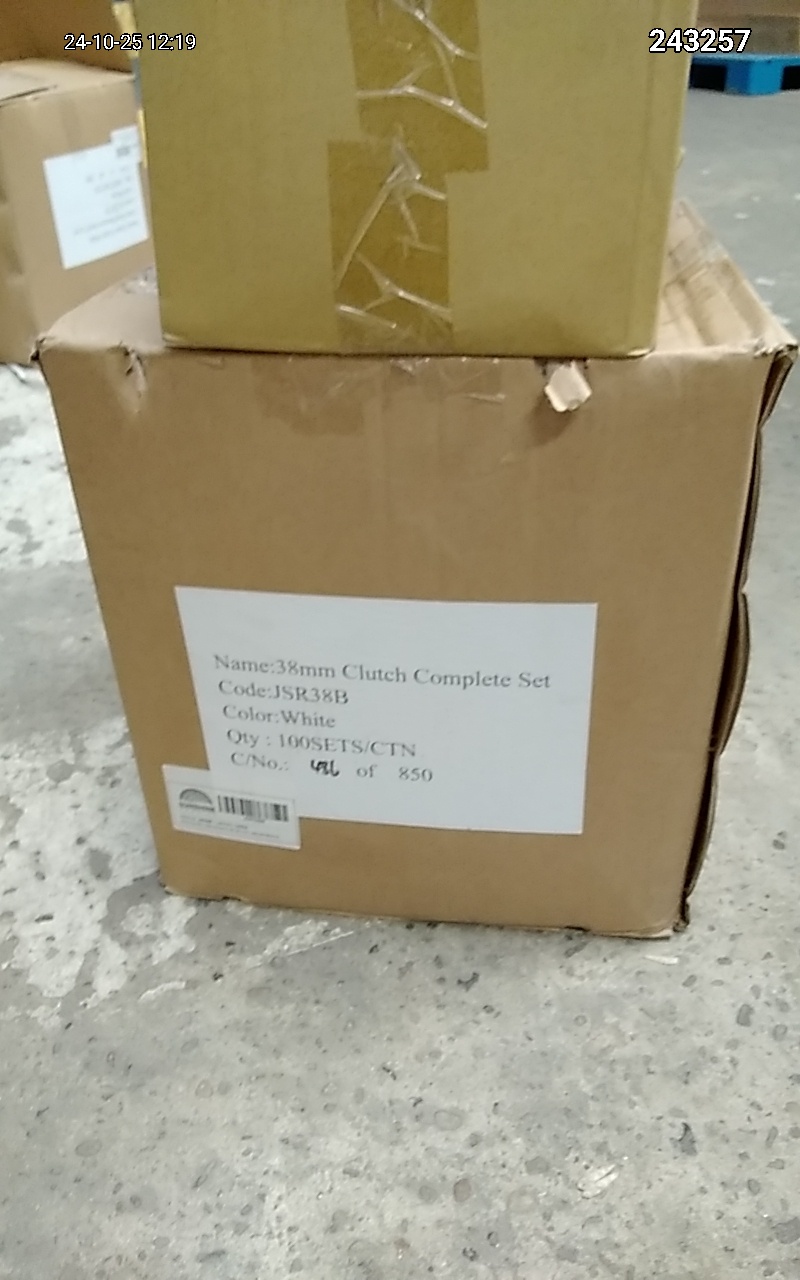 24-10-25 12:19
243257
Name:38mm Clutch Complete Set
Code:JSR38B
Color:White
Qty : 100SETS/CTN
C/No.: 436 of 850